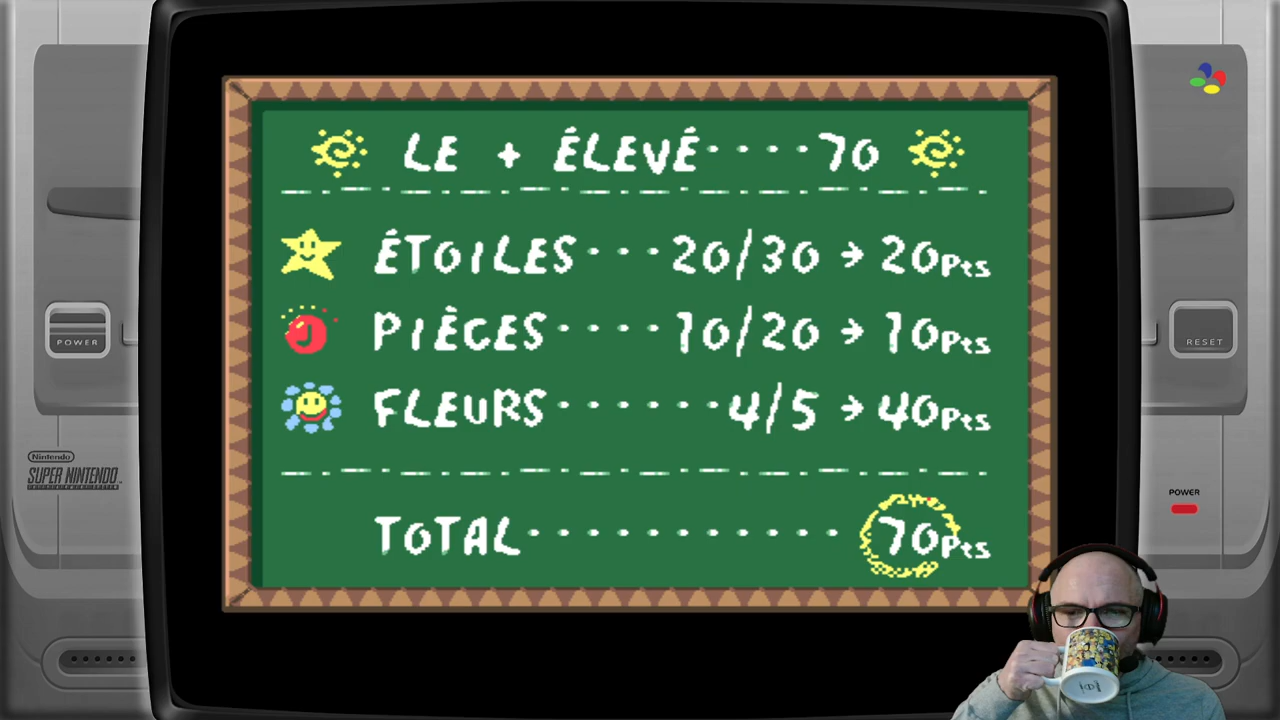 LE + ÉLEVÉ····70
ÉTOILES···20/30→20Pts
PIÈCES····10/20→10Pts
FLEURS······4/5→40Pts
TOTAL···············70Pts
POWER
RESET
Nintendo
SUPER NINTENDO
POWER